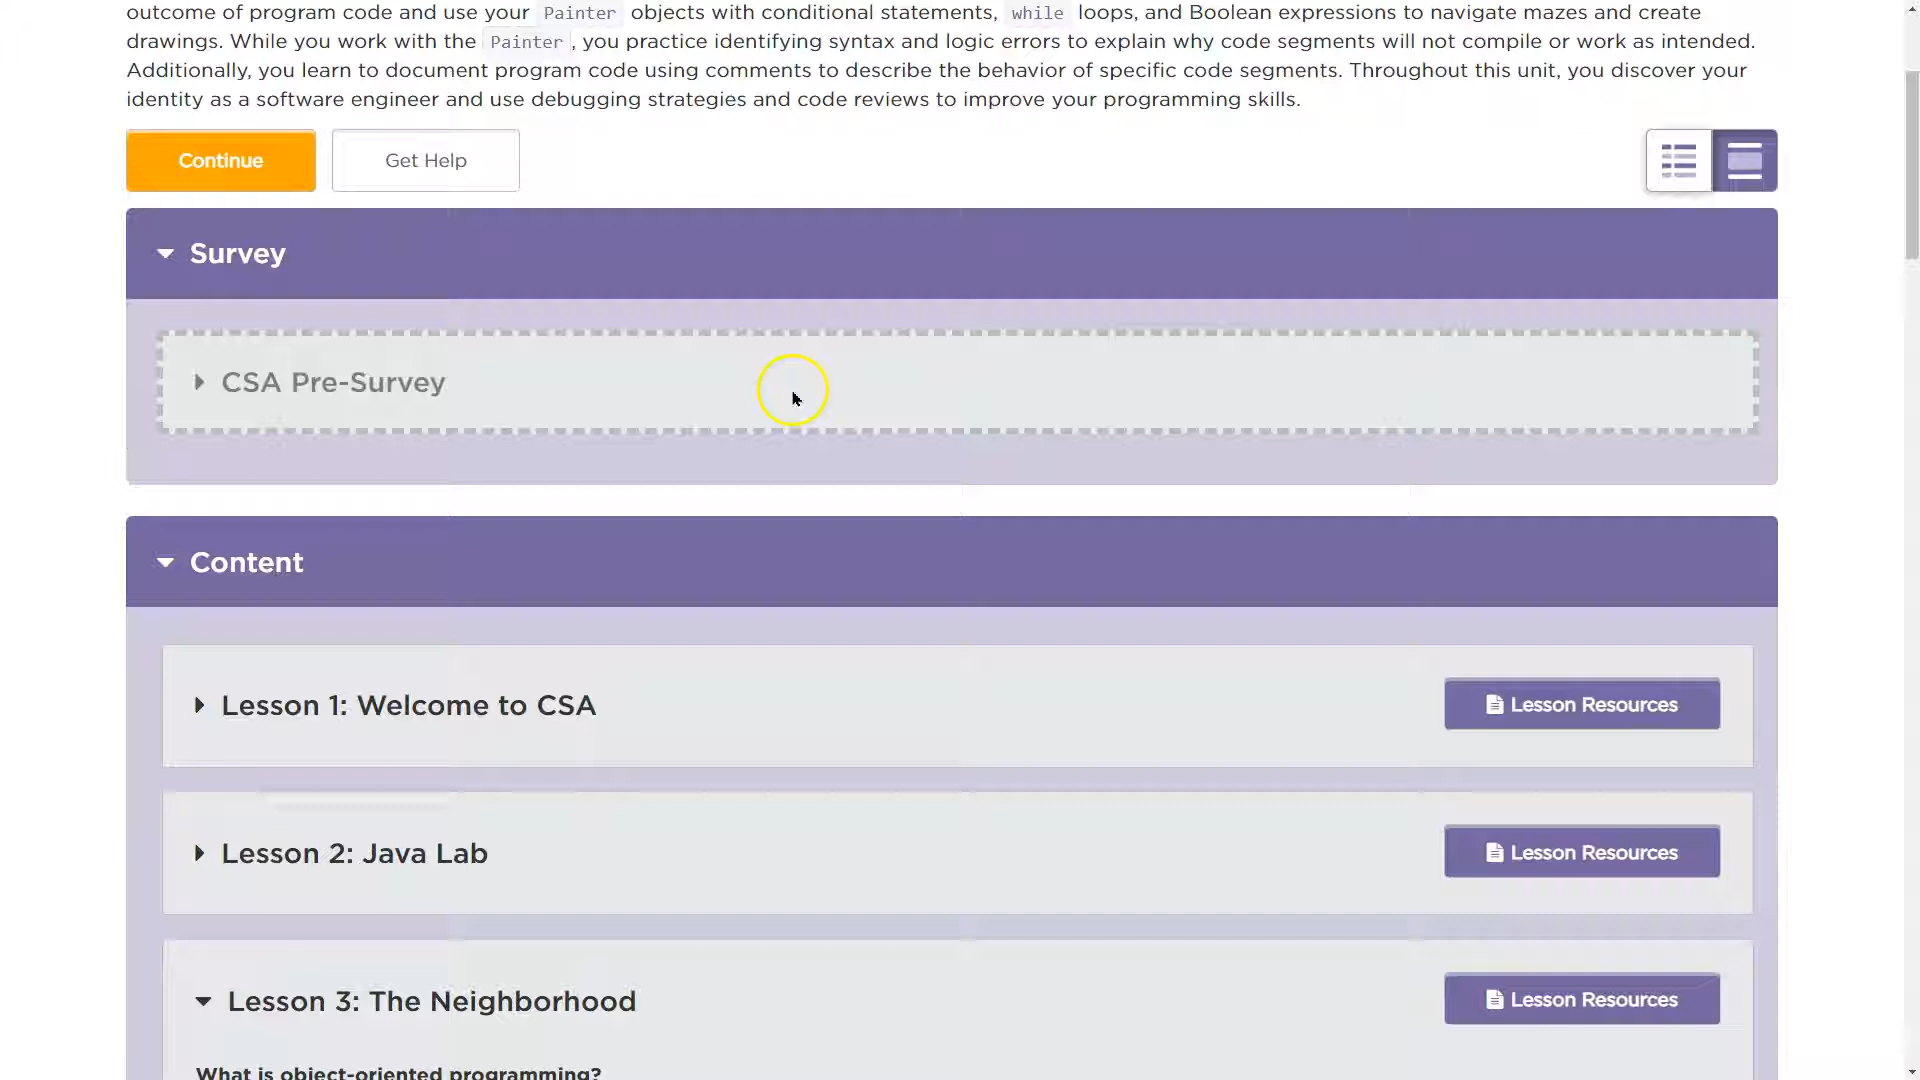 outcome of program code and use your Painter objects with conditional statements, while loops, and Boolean expressions to navigate mazes and create
drawings. While you work with the Painter, you practice identifying syntax and logic errors to explain why code segments will not compile or work as intended.
Additionally, you learn to document program code using comments to describe the behavior of specific code segments. Throughout this unit, you discover your
identity as a software engineer and use debugging strategies and code reviews to improve your programming skills.
Continue
Get Help
Survey
CSA Pre-Survey
Content
Lesson 1: Welcome to CSA
Lesson Resources
Lesson 2: Java Lab
Lesson Resources
Lesson 3: The Neighborhood
Lesson Resources
What is object-oriented programming?